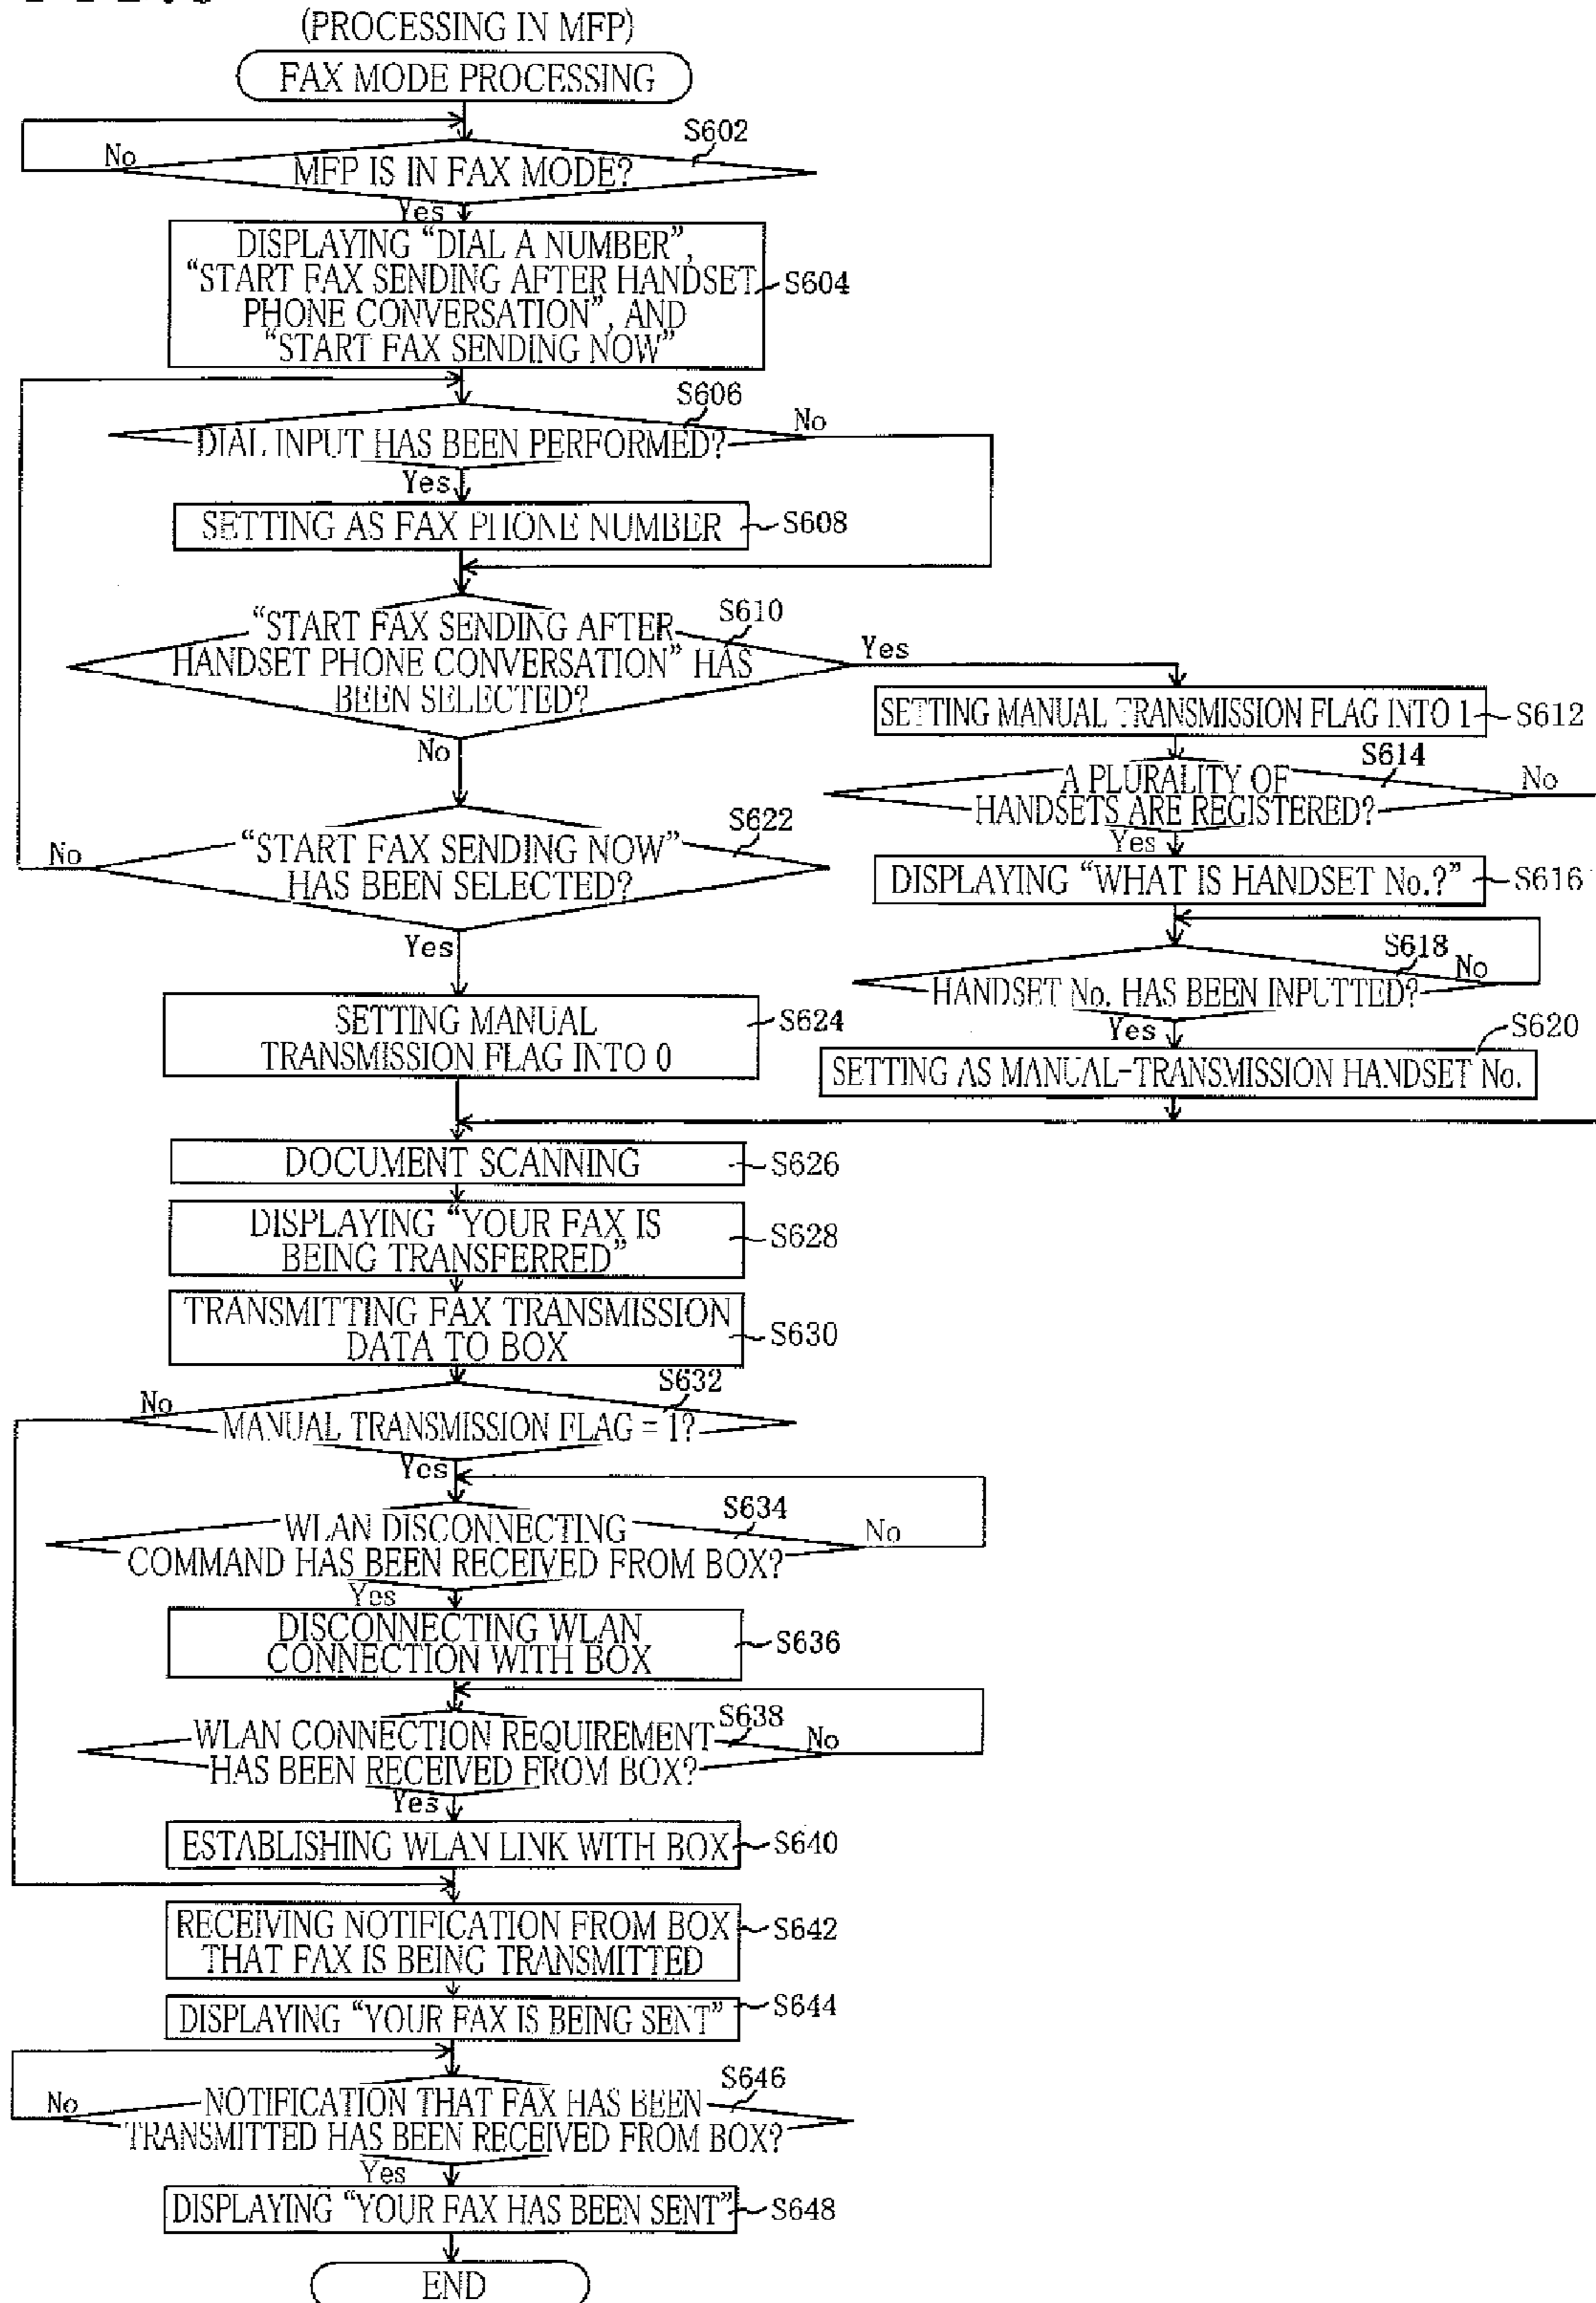 (PROCESSING IN MFP)
FAX MODE PROCESSING
S602
No
MFP IS IN FAX MODE?
Yes
DISPLAYING “DIAL A NUMBER”,
“START FAX SENDING AFTER HANDSET
PHONE CONVERSATION”, AND
“START FAX SENDING NOW”
S604
S606
No
DIAL INPUT HAS BEEN PERFORMED?
Yes
SETTING AS FAX PHONE NUMBER
S608
“START FAX SENDING AFTER
HANDSET PHONE CONVERSATION” HAS
BEEN SELECTED?
S610
Yes
No
SETTING MANUAL TRANSMISSION FLAG INTO 1
S612
S614
A PLURALITY OF
HANDSETS ARE REGISTERED?
No
Yes
DISPLAYING “WHAT IS HANDSET No.?”
S616
S618
No
HANDSET No. HAS BEEN INPUTTED?
Yes
S620
SETTING AS MANUAL-TRANSMISSION HANDSET No.
S622
No
“START FAX SENDING NOW”
HAS BEEN SELECTED?
Yes
SETTING MANUAL
TRANSMISSION FLAG INTO 0
S624
DOCUMENT SCANNING
S626
DISPLAYING “YOUR FAX IS
BEING TRANSFERRED”
S628
TRANSMITTING FAX TRANSMISSION
DATA TO BOX
S630
S632
No
MANUAL TRANSMISSION FLAG = 1?
Yes
S634
WLAN DISCONNECTING
COMMAND HAS BEEN RECEIVED FROM BOX?
No
Yes
DISCONNECTING WLAN
CONNECTION WITH BOX
S636
WLAN CONNECTION REQUIREMENT
HAS BEEN RECEIVED FROM BOX?
S638
No
Yes
ESTABLISHING WLAN LINK WITH BOX
S640
RECEIVING NOTIFICATION FROM BOX
THAT FAX IS BEING TRANSMITTED
S642
DISPLAYING “YOUR FAX IS BEING SENT”
S644
S646
No
NOTIFICATION THAT FAX HAS BEEN
TRANSMITTED HAS BEEN RECEIVED FROM BOX?
Yes
DISPLAYING “YOUR FAX HAS BEEN SENT”
S648
END